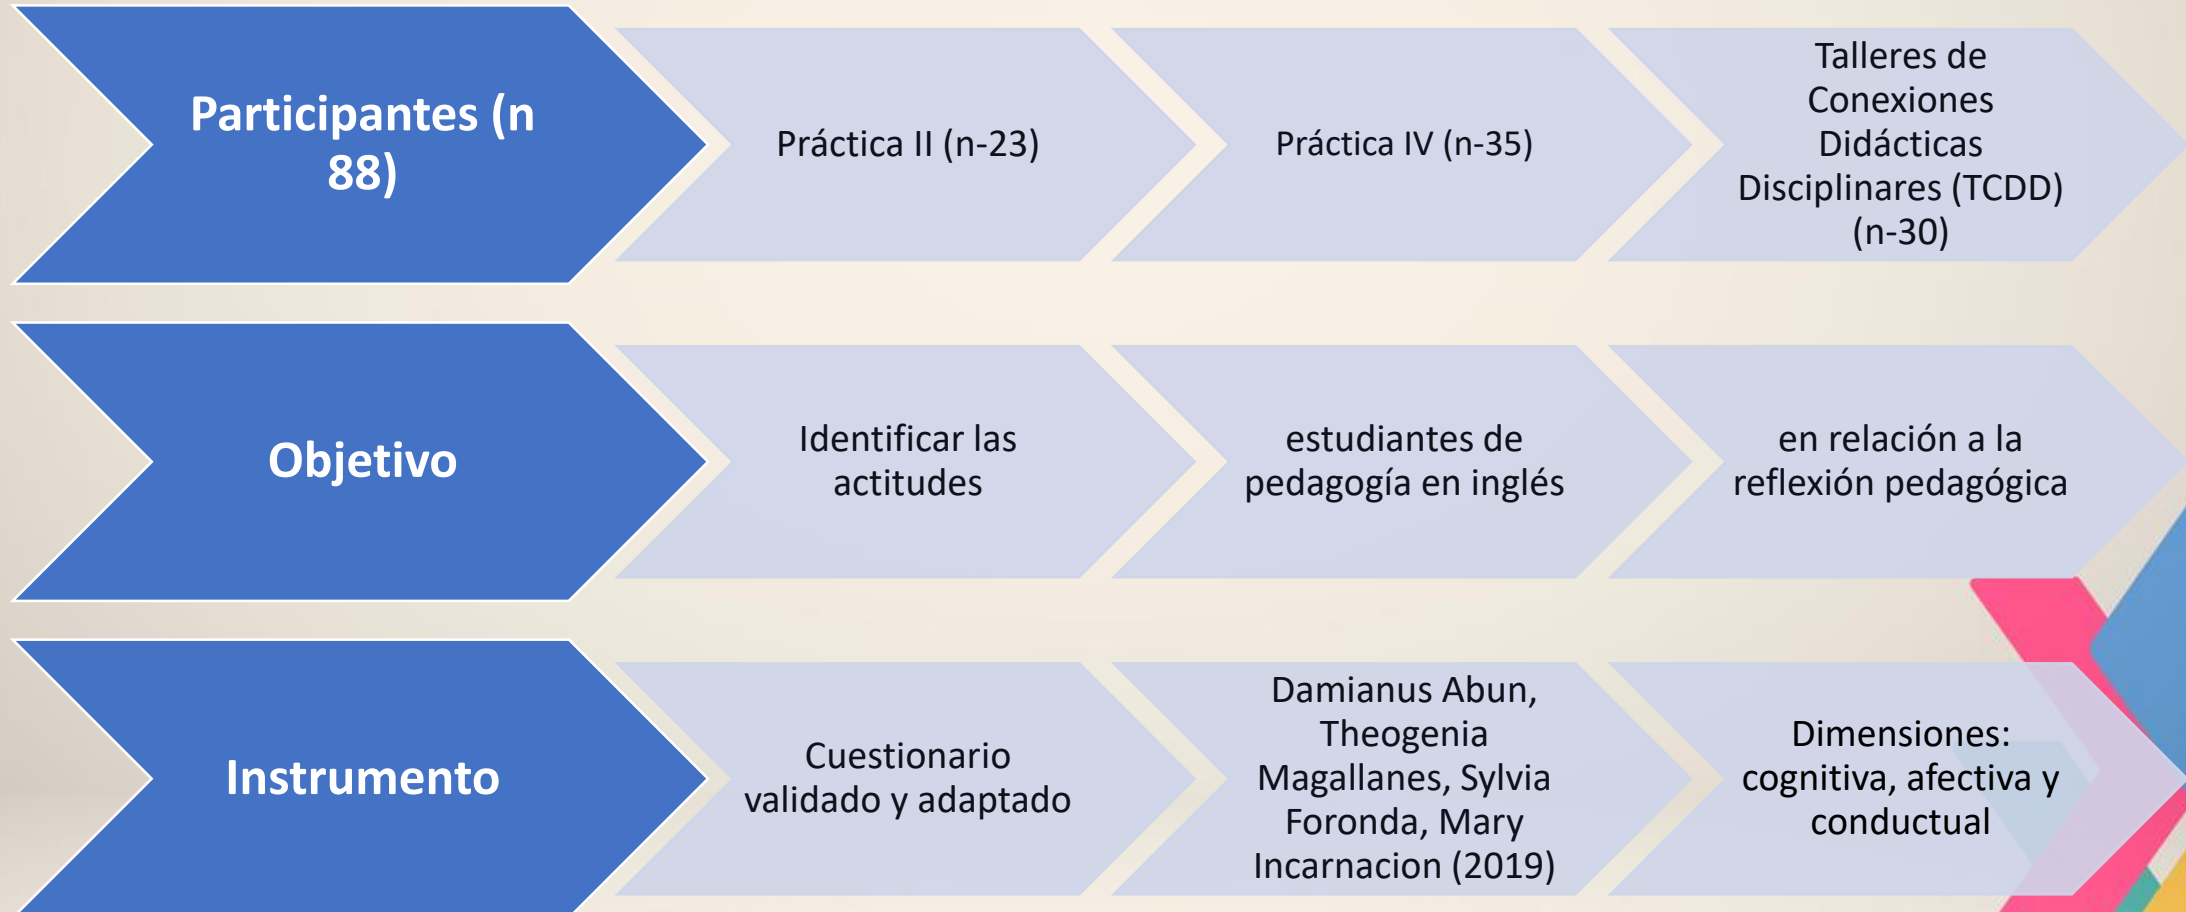 Participantes (n
88)
Práctica II (n-23)
Práctica IV (n-35)
Talleres de
Conexiones
Didácticas
Disciplinares (TCDD)
(n-30)
Objetivo
Identificar las
actitudes
estudiantes de
pedagogía en inglés
en relación a la
reflexión pedagógica
Instrumento
Cuestionario
validado y adaptado
Damianus Abun,
Theogenia
Magallanes, Sylvia
Foronda, Mary
Incarnacion (2019)
Dimensiones:
cognitiva, afectiva y
conductual